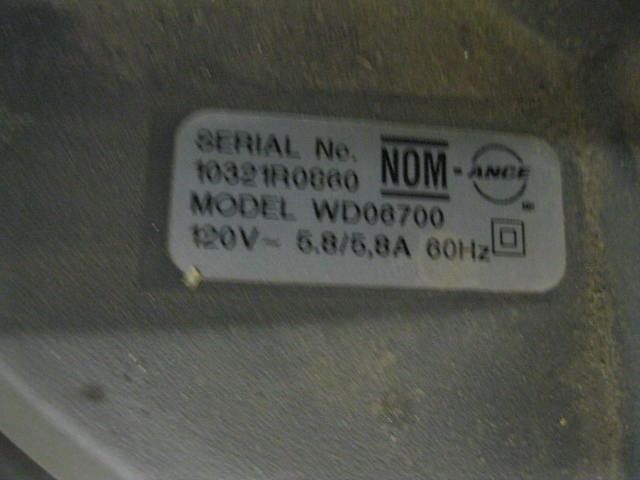 SERIAL No.
10321R0860
NOM - ANCE
MODEL WD06700
120V~ 5.8/5,8A 60Hz